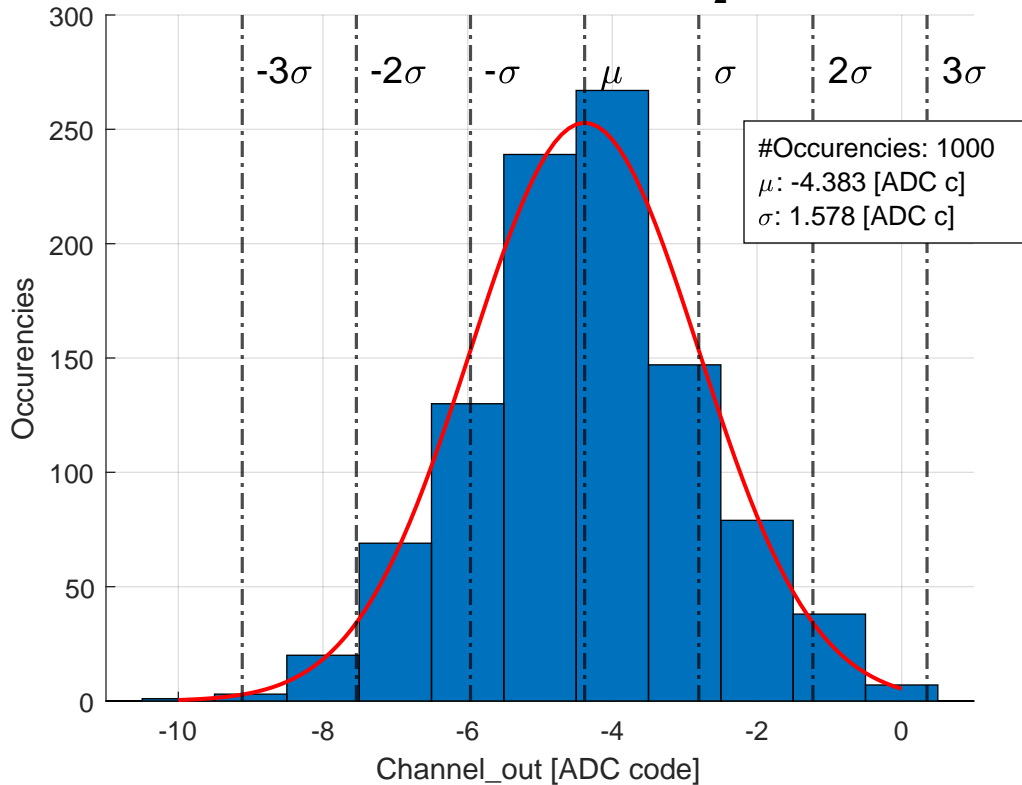 2
300
-3σ -2σ -σ μ σ 2σ 3σ
250
#Occurencies: 1000
μ: -4.383 [ADC c]
σ: 1.578 [ADC c]
200
150
100
50
0
Occurencies
-10 -8 -6 -4 -2 0
Channel_out [ADC code]